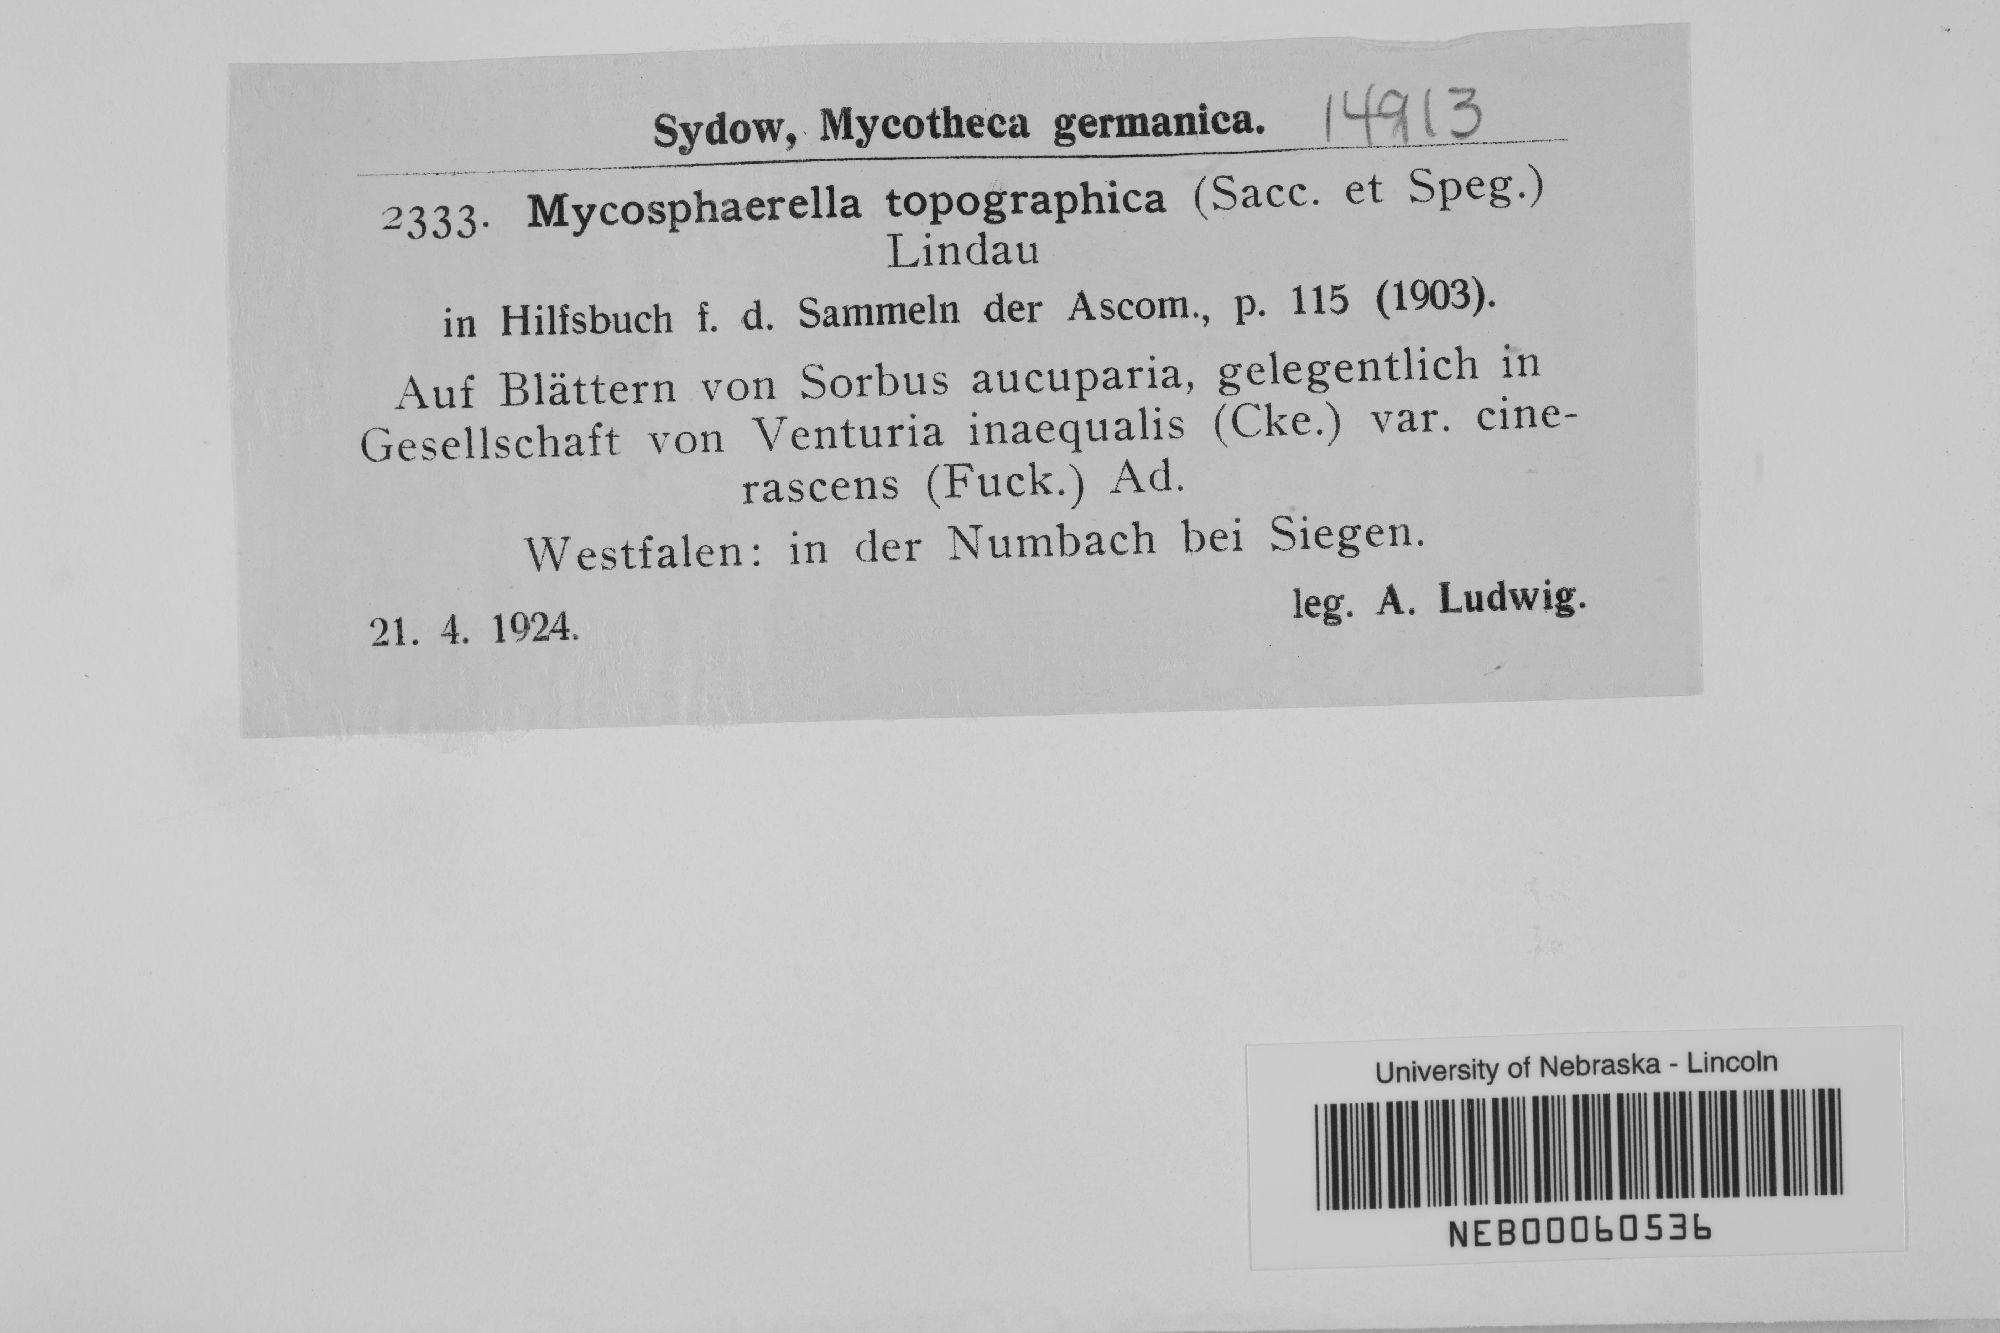 Sydow, Mycotheca germanica. 14913
2333. Mycosphaerella topographica (Sacc. et Speg.)
Lindau
in Hilfsbuch f. d. Sammeln der Ascom., p. 115 (1903).
Auf Blättern von Sorbus aucuparia, gelegentlich in
Gesellschaft von Venturia inaequalis (Cke.) var. cine-
rascens (Fuck.) Ad.
Westfalen: in der Numbach bei Siegen.
21. 4. 1924. leg. A. Ludwig.
University of Nebraska - Lincoln
NEB00060536